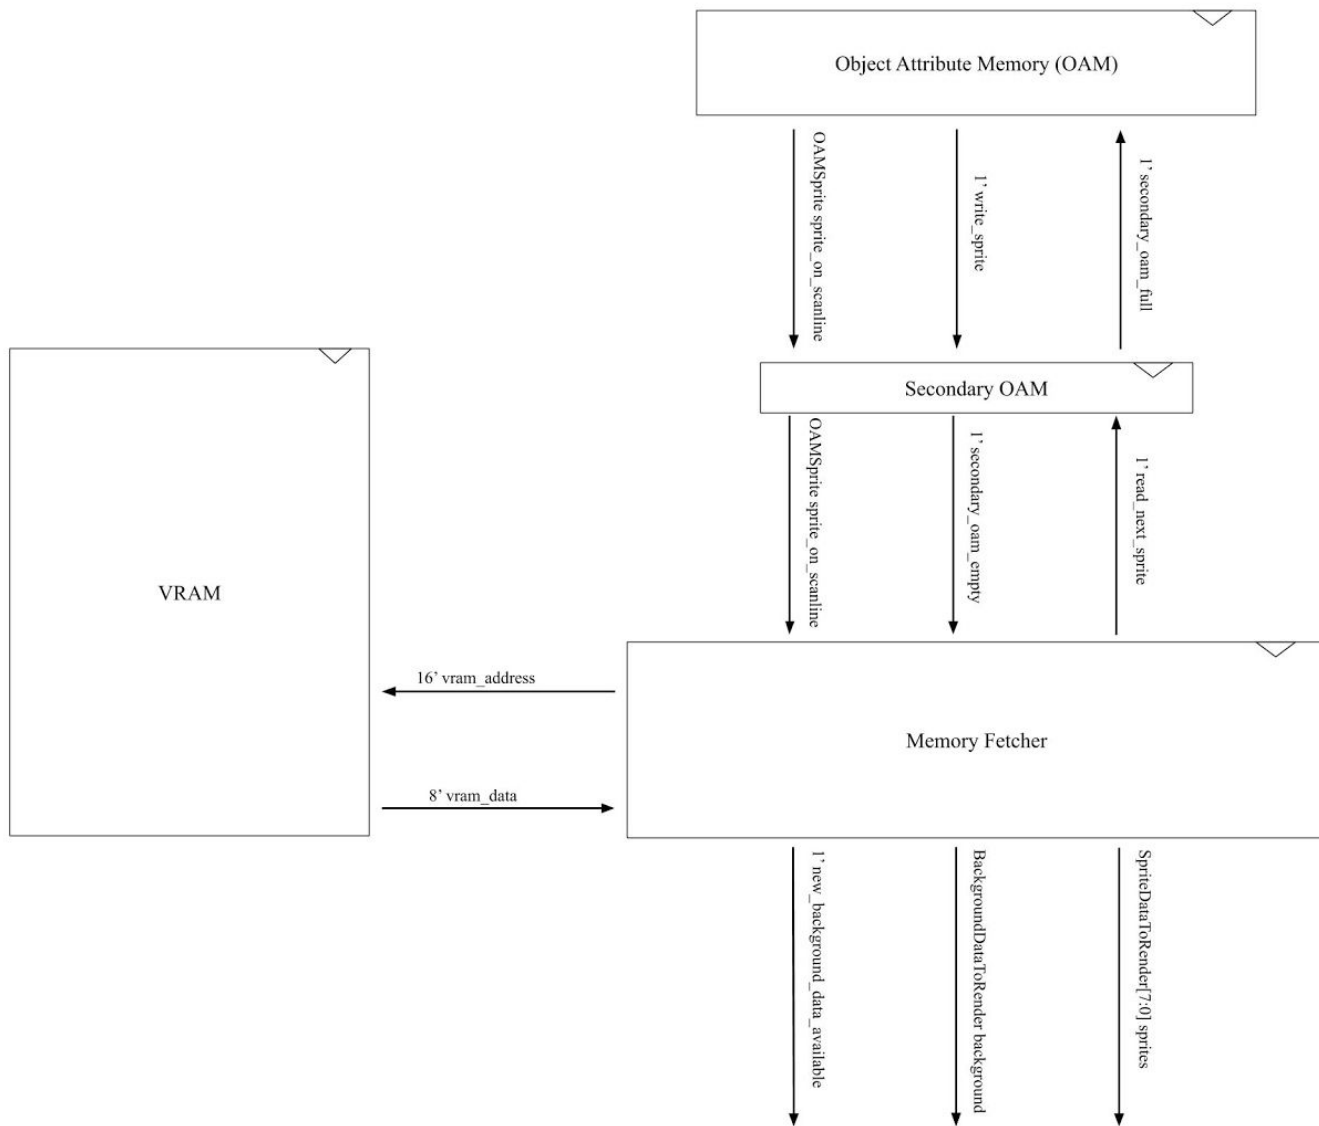 Object Attribute Memory (OAM)
OAMSprite sprite_on_scanline
1’ write_sprite
1’ secondary_oam_full
Secondary OAM
OAMSprite sprite_on_scanline
1’ secondary_oam_empty
1’ read_next_sprite
VRAM
16’ vram_address
Memory Fetcher
8’ vram_data
1’ new_background_data_available
BackgroundDataToRender background
SpriteDataToRender[7:0] sprites